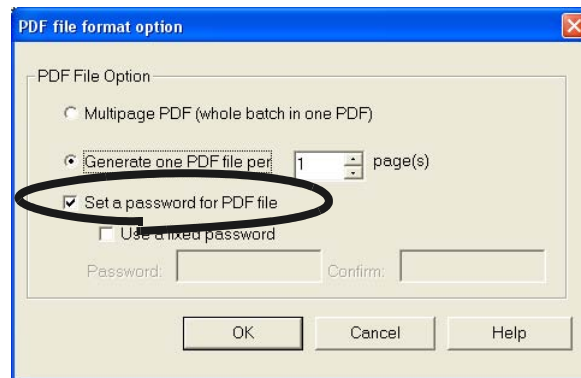 PDF file format option
PDF File Option
Multipage PDF (whole batch in one PDF)
Generate one PDF file per 1 page(s)
Set a password for PDF file
Use a fixed password
Password: Confirm:
OK Cancel Help